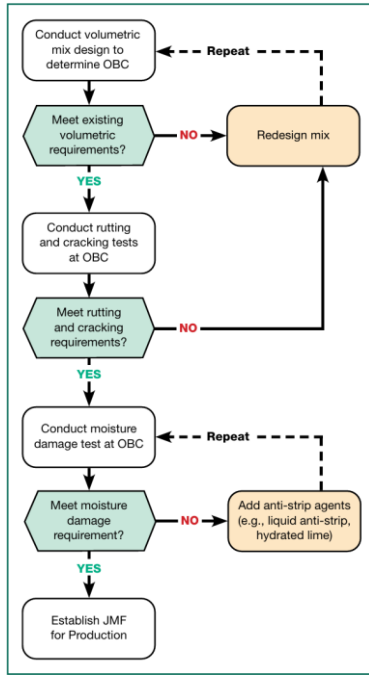 Conduct volumetric
mix design to
determine OBC
Repeat
Meet existing
volumetric
requirements?
NO
Redesign mix
YES
Conduct rutting
and cracking tests
at OBC
Meet rutting
and cracking
requirements?
NO
YES
Conduct moisture
damage test at OBC
Repeat
Meet moisture
damage
requirement?
NO
Add anti-strip agents
(e.g., liquid anti-strip,
hydrated lime)
YES
Establish JMF
for Production